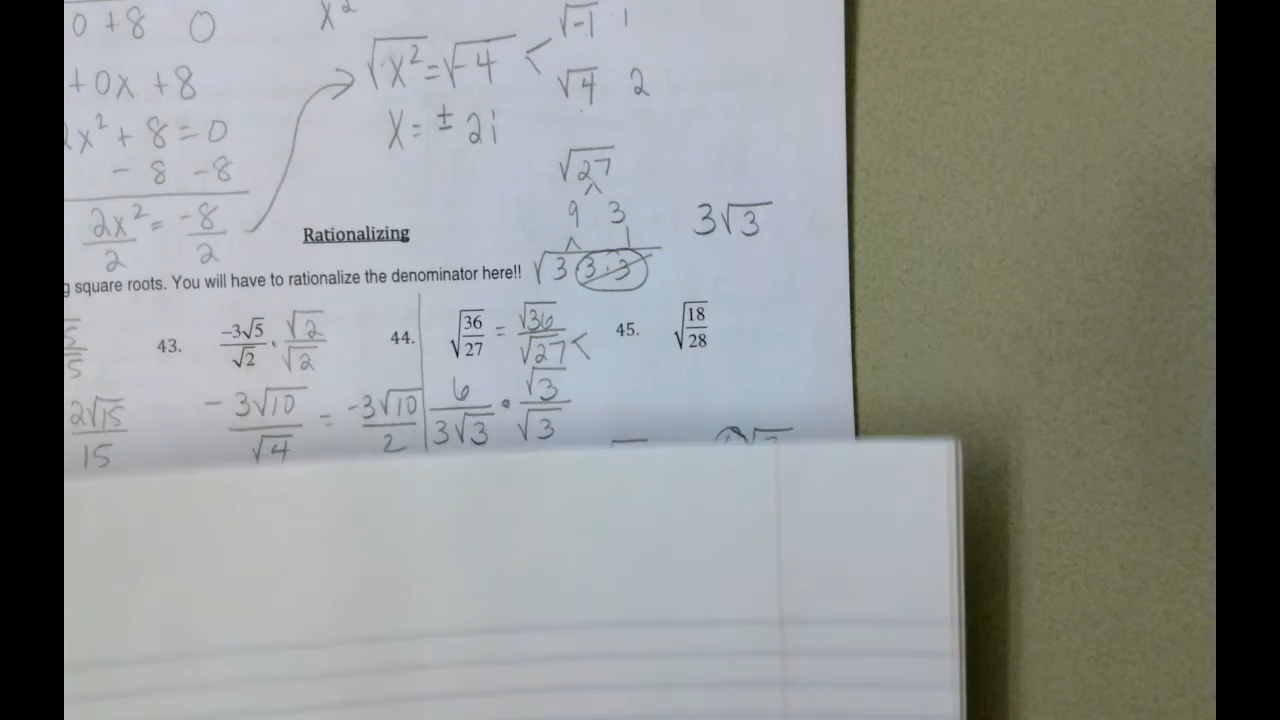 0 + 8 0
x²
√-1 i
+0x + 8
√x² = √-4 <
√4 2
2x² + 8 = 0
x = ± 2i
- 8 -8
√27
2x²/2 = -8/2
9 3
3√3
Rationalizing
√3 3·3
g square roots. You will have to rationalize the denominator here!!
5/5
43. -3√5/√2 · √2/√2
44. √36/27 = √36/√27 <
45. √18/28
2√15/15
-3√10/√4 = -3√10/2
6/3√3 · √3/√3